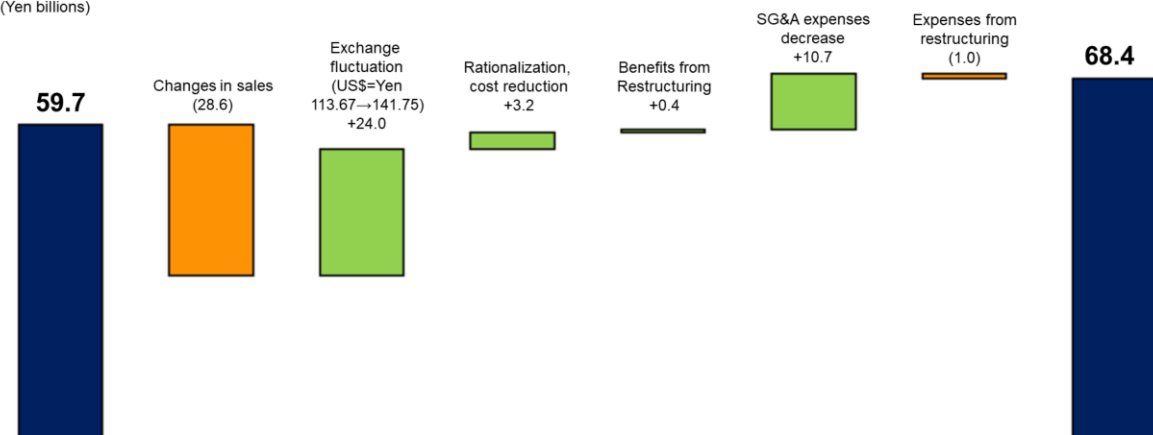 (Yen billions)
59.7
Changes in sales
(28.6)
Exchange
fluctuation
(US$=Yen
113.67→141.75)
+24.0
Rationalization,
cost reduction
+3.2
Benefits from
Restructuring
+0.4
SG&A expenses
decrease
+10.7
Expenses from
restructuring
(1.0)
68.4